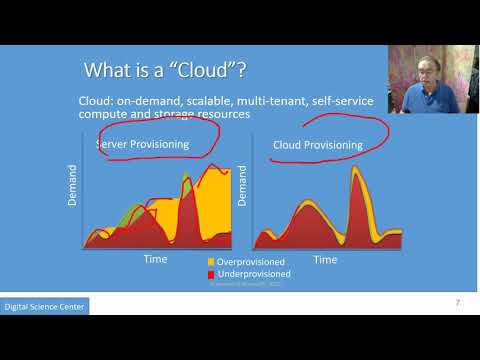 What is a “Cloud”?
Cloud: on-demand, scalable, multi-tenant, self-service
compute and storage resources
Server Provisioning
Cloud Provisioning
Demand
Demand
Time
Time
Overprovisioned
Underprovisioned
Digital Science Center
7